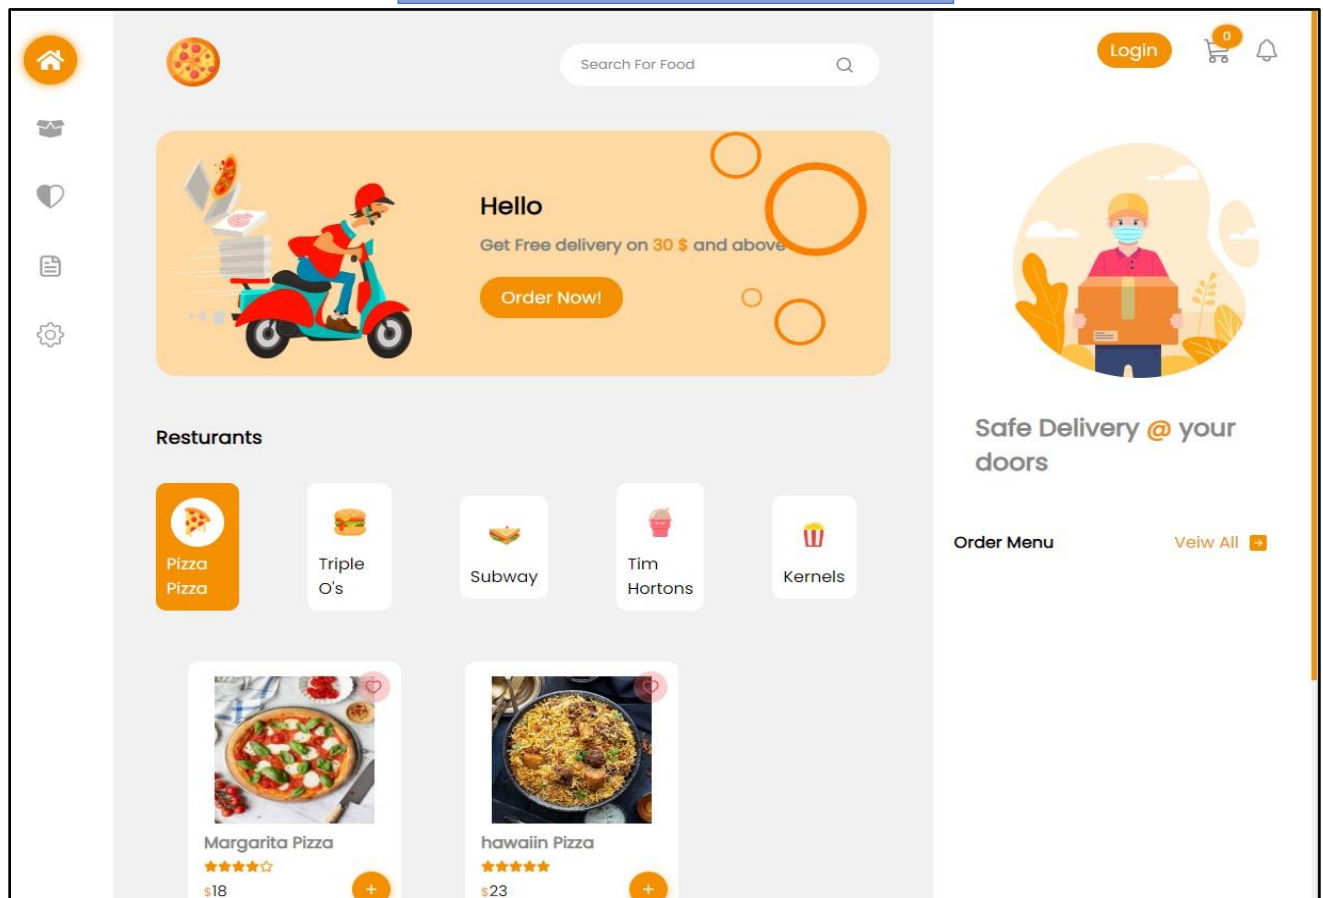 Search For Food
Login
0
Hello
Get Free delivery on 30 $ and above
Order Now!
Safe Delivery @ your
doors
Resturants
Pizza
Pizza
Triple
O's
Subway
Tim
Hortons
Kernels
Order Menu
Veiw All
Margarita Pizza
$18
+
hawaiin Pizza
$23
+